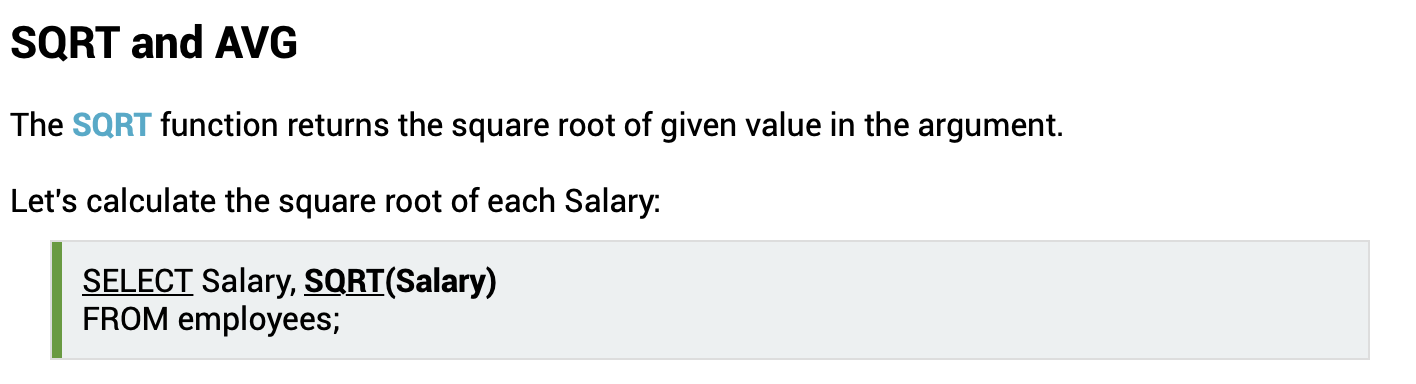 SQRT and AVG
The SQRT function returns the square root of given value in the argument.
Let's calculate the square root of each Salary:
SELECT Salary, SQRT(Salary)
FROM employees;